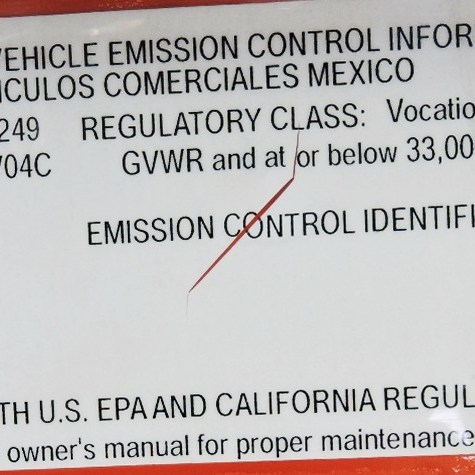 VEHICLE EMISSION CONTROL INFOR
ICULOS COMERCIALES MEXICO
249 REGULATORY CLASS: Vocatio
704C GVWR and at or below 33,00
EMISSION CONTROL IDENTIFI
TH U.S. EPA AND CALIFORNIA REGUL
owner's manual for proper maintenance